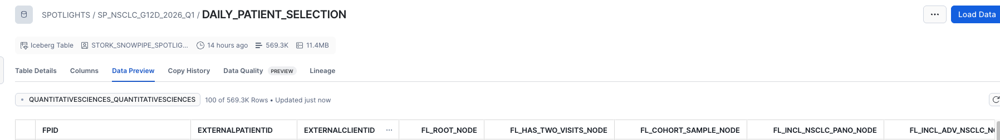 SPOTLIGHTS / SP_NSCLC_G12D_2026_Q1 / DAILY_PATIENT_SELECTION
... Load Data
Iceberg Table STORK_SNOWPIPE_SPOTLIG... 14 hours ago 569.3K 11.4MB
Table Details Columns Data Preview Copy History Data Quality PREVIEW Lineage
QUANTITATIVESCIENCES_QUANTITATIVESCIENCES 100 of 569.3K Rows • Updated just now
FPID EXTERNALPATIENTID EXTERNALCLIENTID ... FL_ROOT_NODE FL_HAS_TWO_VISITS_NODE FL_COHORT_SAMPLE_NODE FL_INCL_NSCLC_PANO_NODE FL_INCL_ADV_NSCLC_